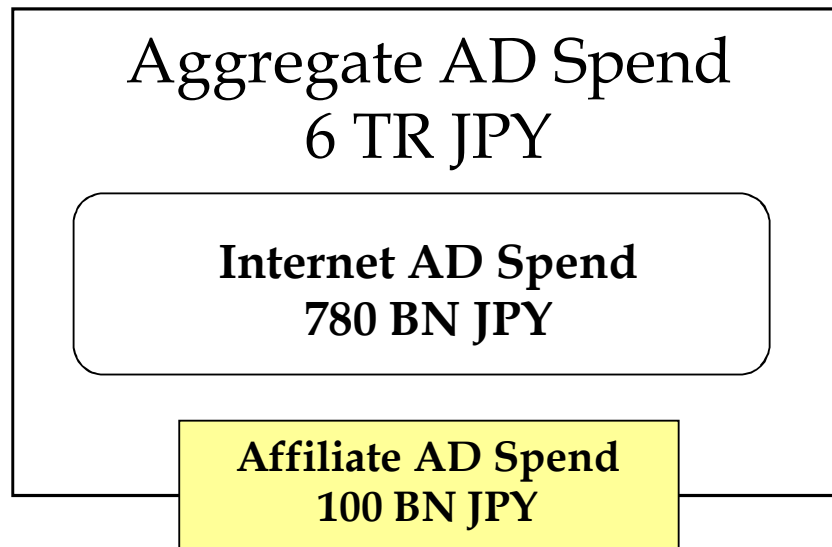 Aggregate AD Spend
6 TR JPY
Internet AD Spend
780 BN JPY
Affiliate AD Spend
100 BN JPY